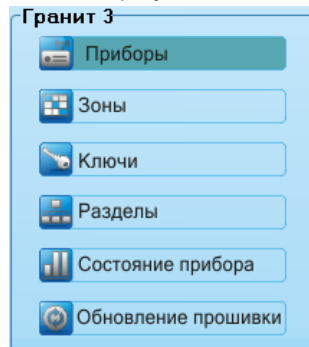 Гранит 3
Приборы
Зоны
Ключи
Разделы
Состояние прибора
Обновление прошивки